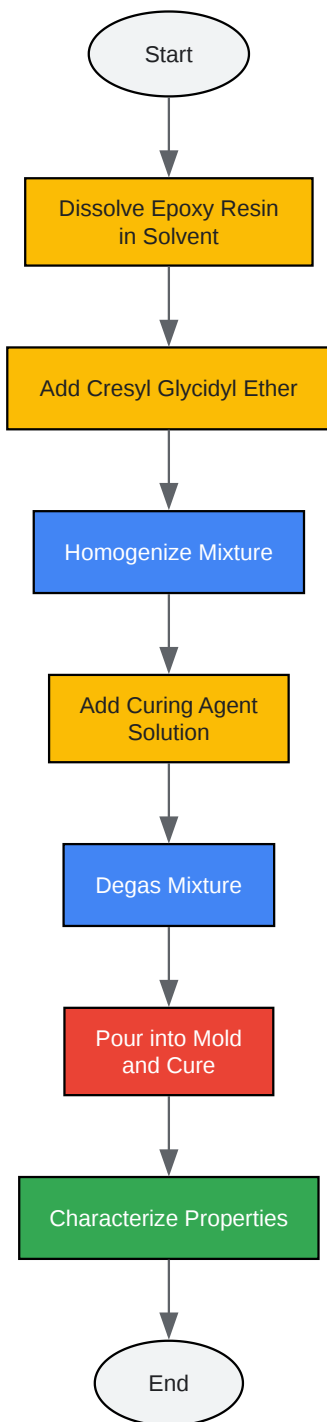 Start
Dissolve Epoxy Resin
in Solvent
Add Cresyl Glycidyl Ether
Homogenize Mixture
Add Curing Agent
Solution
Degas Mixture
Pour into Mold
and Cure
Characterize Properties
End